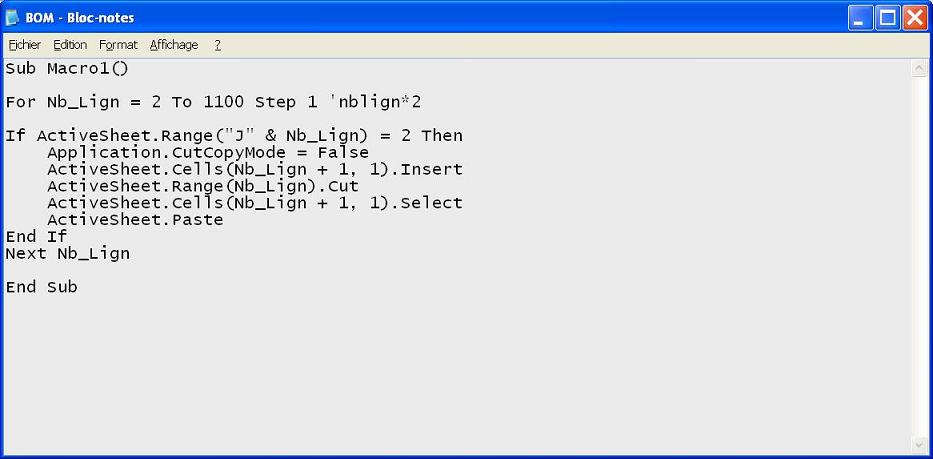 BOM - Bloc-notes
Fichier Edition Format Affichage ?
Sub Macro1()
For Nb_Lign = 2 To 1100 Step 1 'nblign*2
If ActiveSheet.Range("J" & Nb_Lign) = 2 Then
    Application.CutCopyMode = False
    ActiveSheet.Cells(Nb_Lign + 1, 1).Insert
    ActiveSheet.Range(Nb_Lign).Cut
    ActiveSheet.Cells(Nb_Lign + 1, 1).Select
    ActiveSheet.Paste
End If
Next Nb_Lign
End Sub